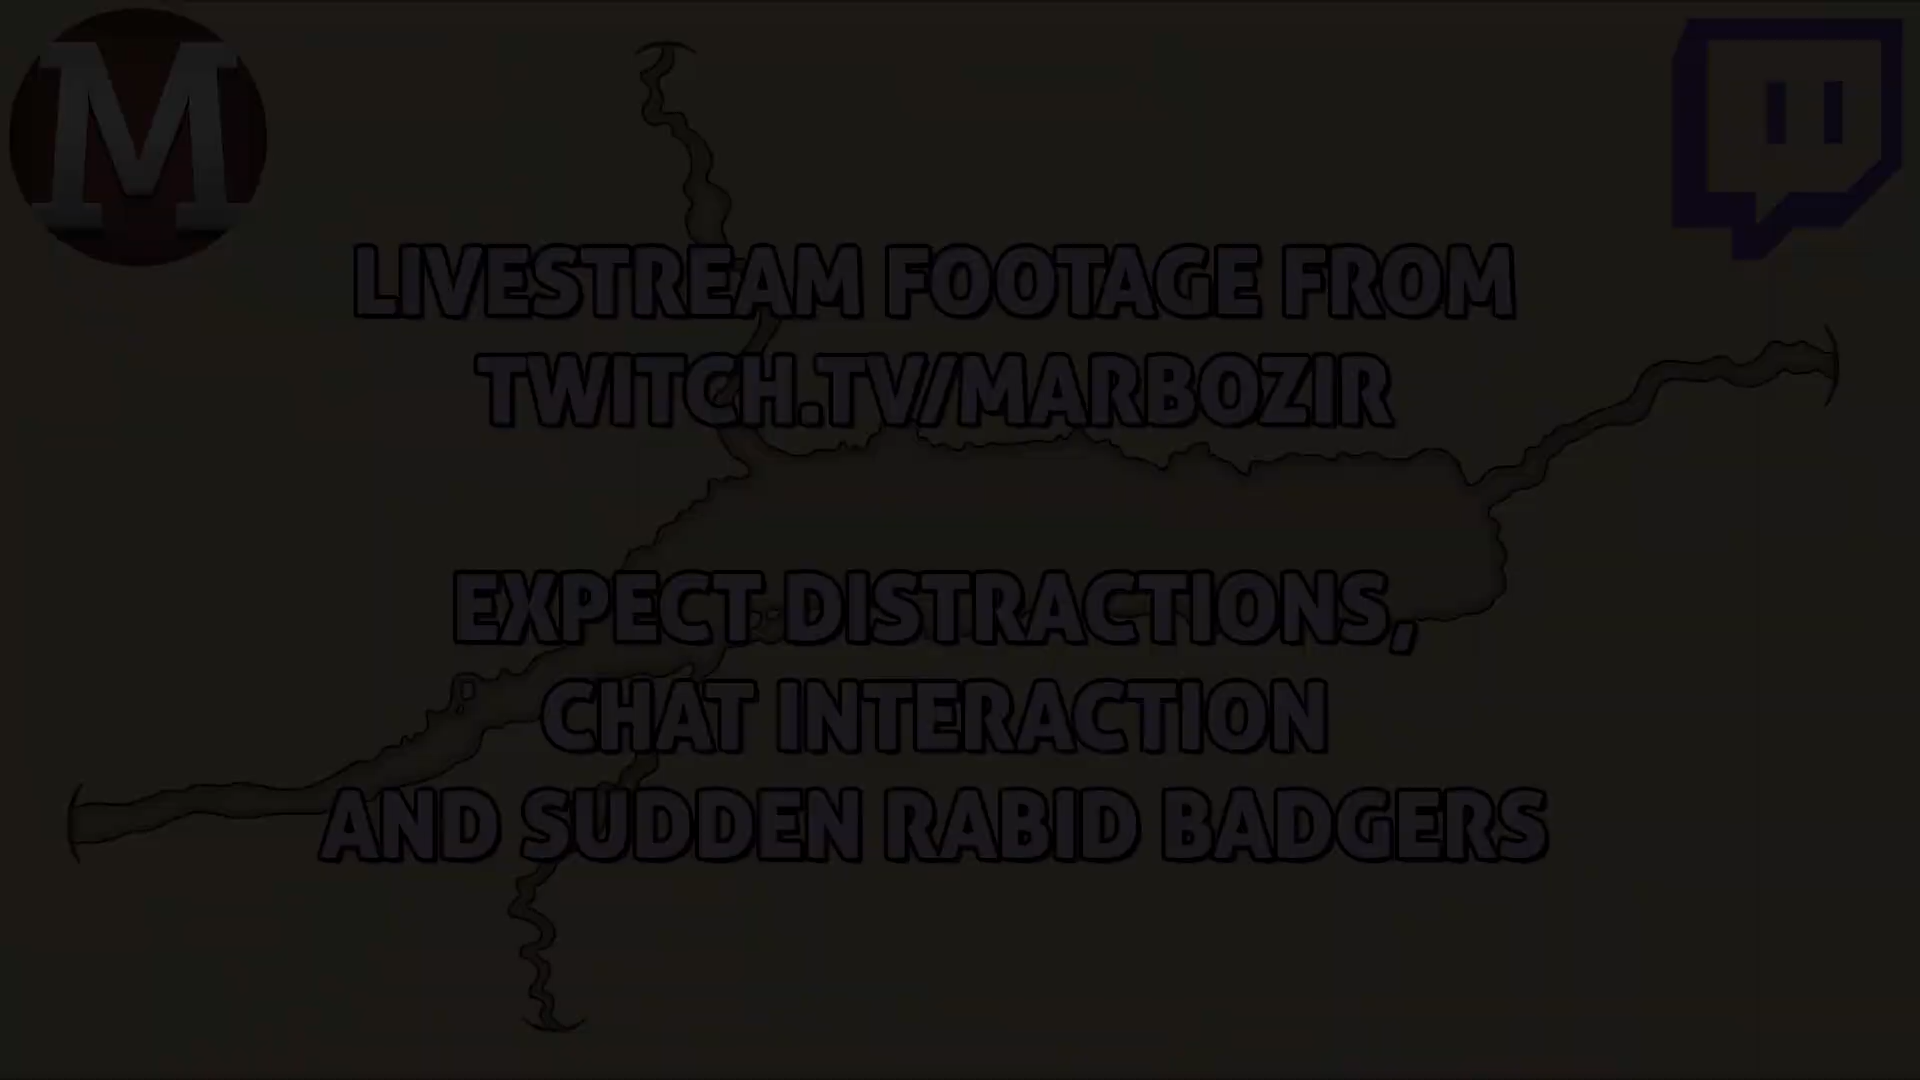 M
LIVESTREAM FOOTAGE FROM
TWITCH.TV/MARBOZIR
EXPECT DISTRACTIONS,
CHAT INTERACTION
AND SUDDEN RABID BADGERS